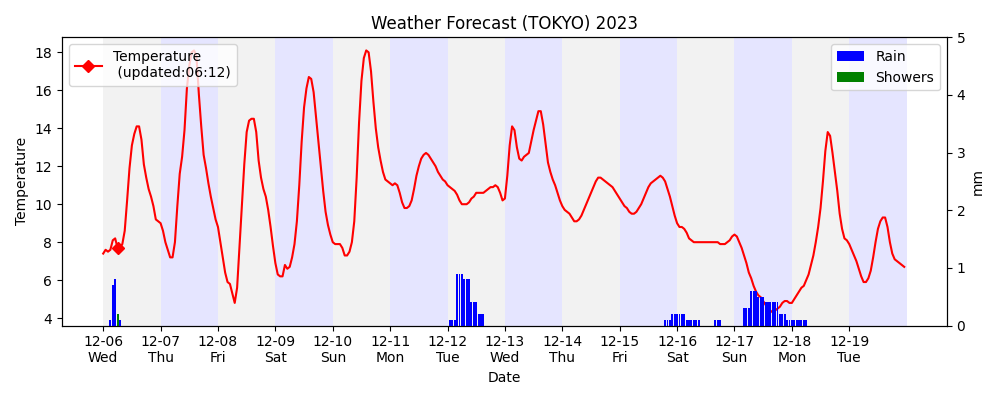 Weather Forecast (TOKYO) 2023
Temperature
(updated:06:12)
Rain
Showers
Temperature
18
16
14
12
10
8
6
4
5
4
3
2
1
0
mm
12-06 12-07 12-08 12-09 12-10 12-11 12-12 12-13 12-14 12-15 12-16 12-17 12-18 12-19
Wed Thu Fri Sat Sun Mon Tue Wed Thu Fri Sat Sun Mon Tue
Date